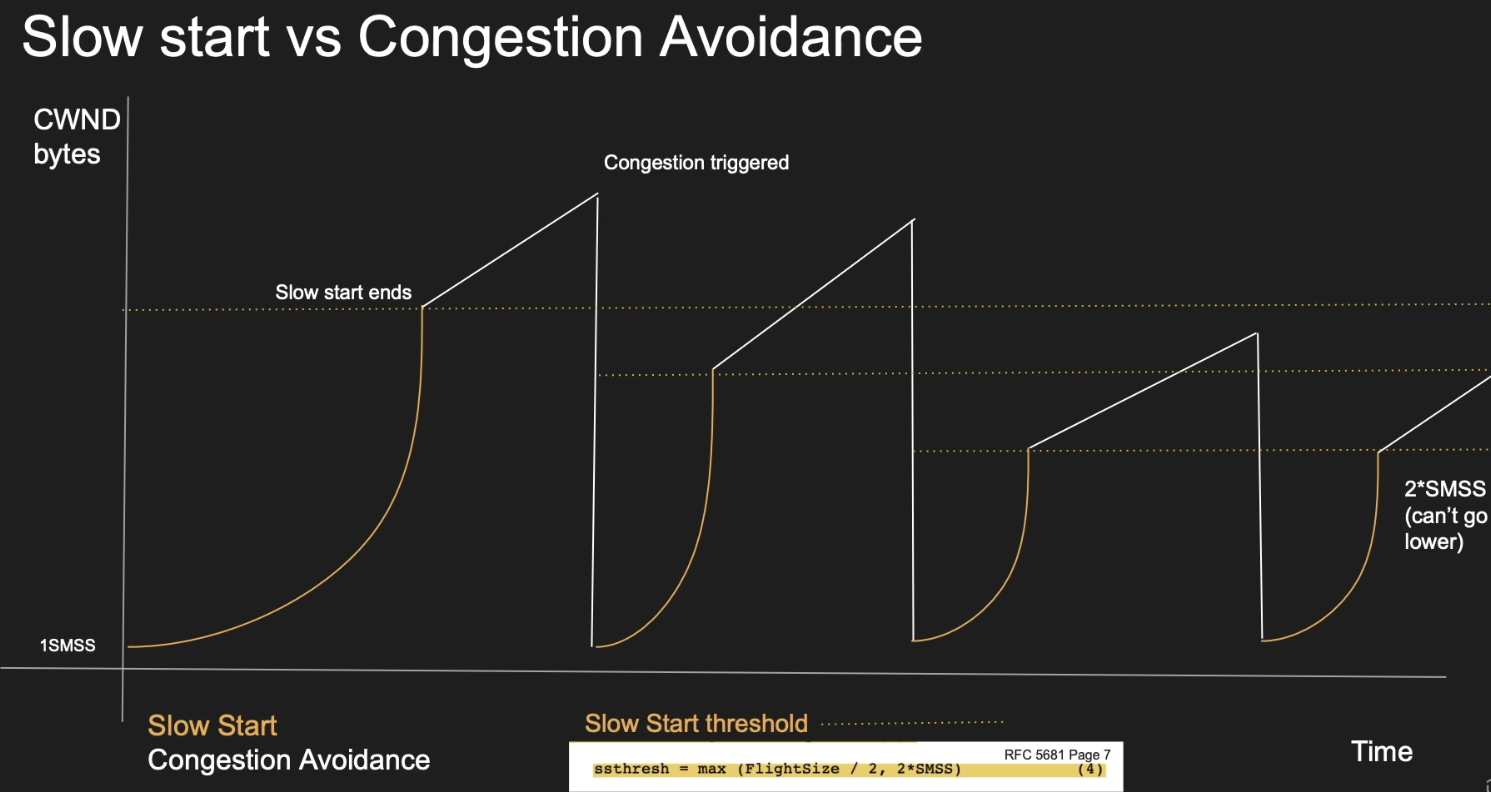 Slow start vs Congestion Avoidance
CWND
bytes
Congestion triggered
Slow start ends
2*SMSS
(can't go
lower)
1SMSS
Slow Start
Congestion Avoidance
Slow Start threshold
RFC 5681 Page 7
ssthresh = max (FlightSize / 2, 2*SMSS) (4)
Time